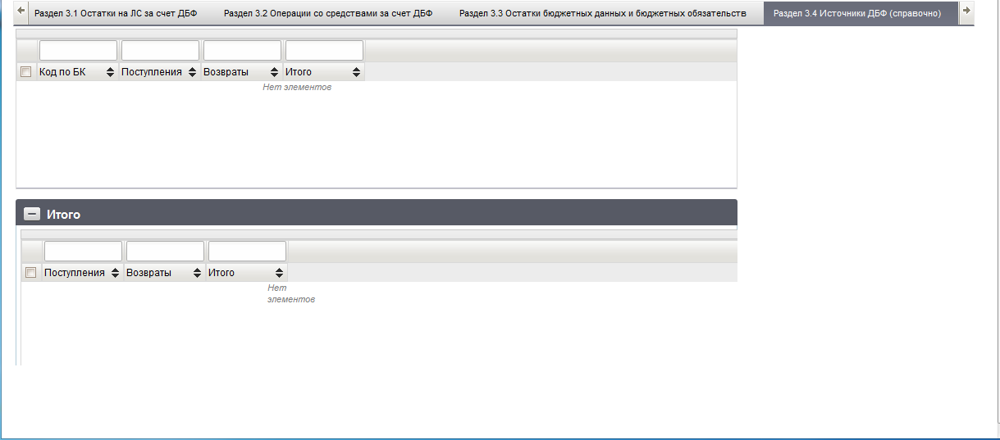 Раздел 3.1 Остатки на ЛС за счет ДБФ Раздел 3.2 Операции со средствами за счет ДБФ Раздел 3.3 Остатки бюджетных данных и бюджетных обязательств Раздел 3.4 Источники ДБФ (справочно)
Код по БК Поступления Возвраты Итого
Нет элементов
Итого
Поступления Возвраты Итого
Нет
элементов